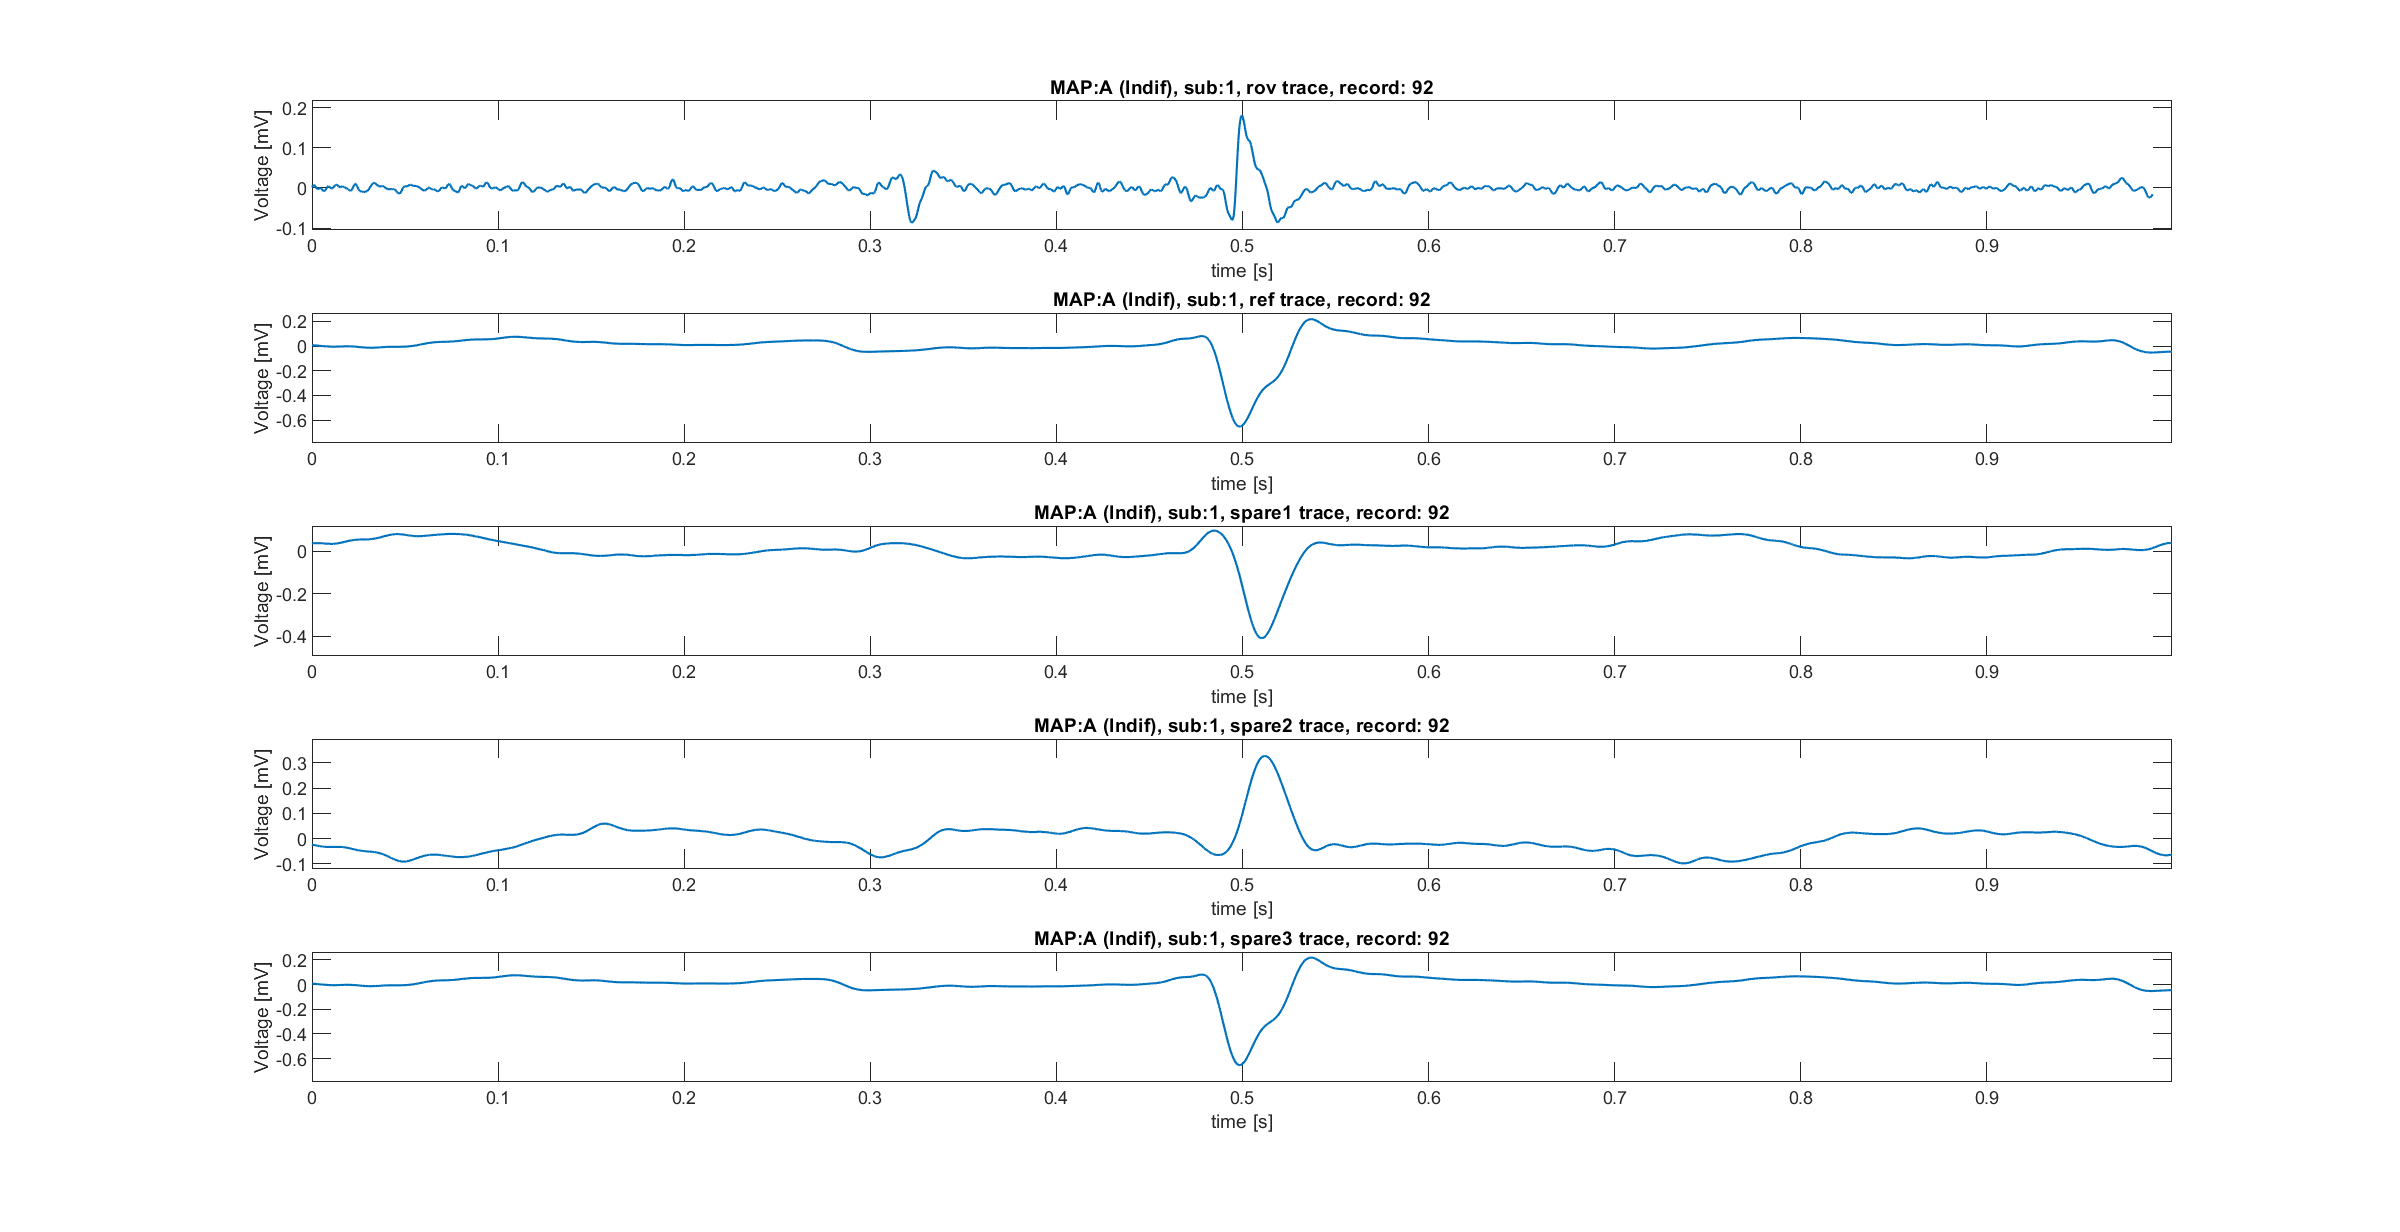 MAP:A (Indif), sub:1, rov trace, record: 92
Voltage [mV]
0.2
0.1
0
-0.1
0 0.1 0.2 0.3 0.4 0.5 0.6 0.7 0.8 0.9
time [s]
MAP:A (Indif), sub:1, ref trace, record: 92
Voltage [mV]
0.2
0
-0.2
-0.4
-0.6
0 0.1 0.2 0.3 0.4 0.5 0.6 0.7 0.8 0.9
time [s]
MAP:A (Indif), sub:1, spare1 trace, record: 92
Voltage [mV]
0
-0.2
-0.4
0 0.1 0.2 0.3 0.4 0.5 0.6 0.7 0.8 0.9
time [s]
MAP:A (Indif), sub:1, spare2 trace, record: 92
Voltage [mV]
0.3
0.2
0.1
0
-0.1
0 0.1 0.2 0.3 0.4 0.5 0.6 0.7 0.8 0.9
time [s]
MAP:A (Indif), sub:1, spare3 trace, record: 92
Voltage [mV]
0.2
0
-0.2
-0.4
-0.6
0 0.1 0.2 0.3 0.4 0.5 0.6 0.7 0.8 0.9
time [s]